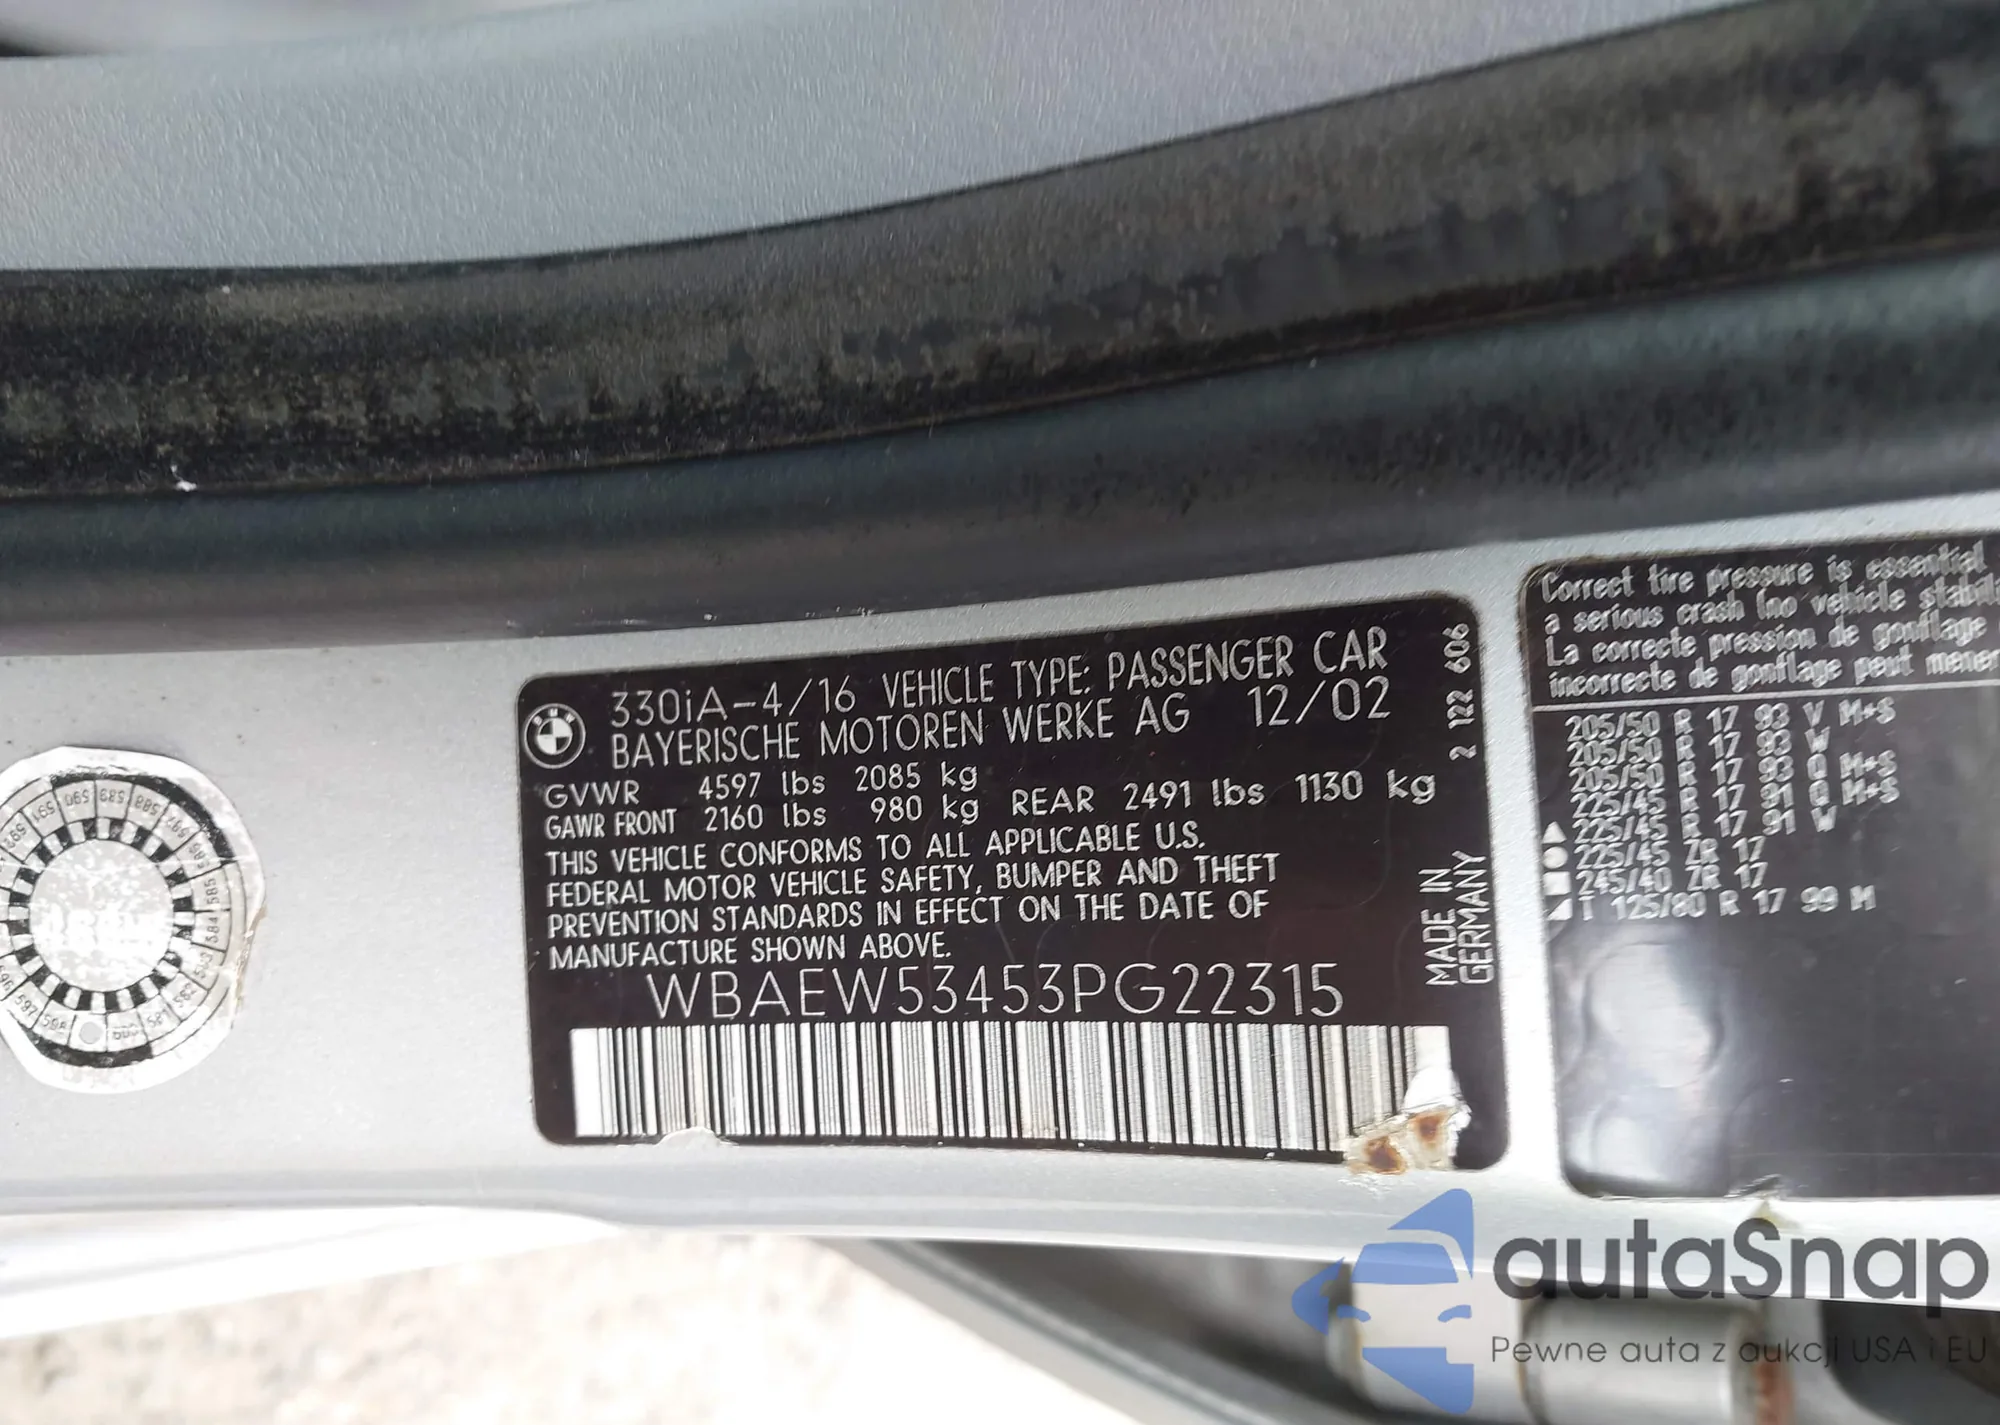 330iA-4/16 VEHICLE TYPE: PASSENGER CAR
BAYERISCHE MOTOREN WERKE AG 12/02
GVWR 4597 lbs 2085 kg
GAWR FRONT 2160 lbs 980 kg REAR 2491 lbs 1130 kg
THIS VEHICLE CONFORMS TO ALL APPLICABLE U.S.
FEDERAL MOTOR VEHICLE SAFETY, BUMPER AND THEFT
PREVENTION STANDARDS IN EFFECT ON THE DATE OF
MANUFACTURE SHOWN ABOVE.
WBAEW53453PG22315
2 122 606
MADE IN
GERMANY
Correct tire pressure is essential
a serious crash (no vehicle stabili
La correcte pression de gonflage
incorrecte de gonflage peut mener
205/50 R 17 93 V M+S
205/50 R 17 93 W
205/50 R 17 93 Q M+S
225/45 R 17 91 Q M+S
225/45 R 17 91 W
225/45 ZR 17
245/40 ZR 17
T 125/80 R 17 99 M
autaSnap
Pewne auta z aukcji USA i EU